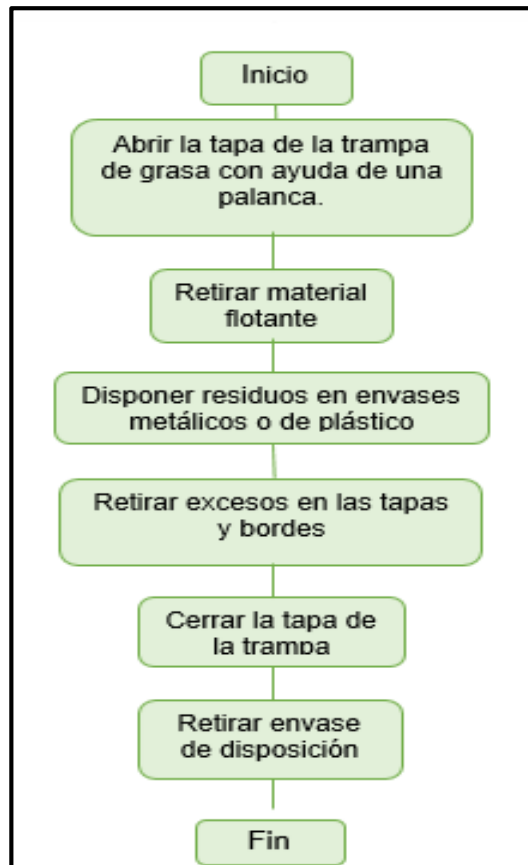 Inicio
Abrir la tapa de la trampa
de grasa con ayuda de una
palanca.
Retirar material
flotante
Disponer residuos en envases
metálicos o de plástico
Retirar excesos en las tapas
y bordes
Cerrar la tapa de
la trampa
Retirar envase
de disposición
Fin